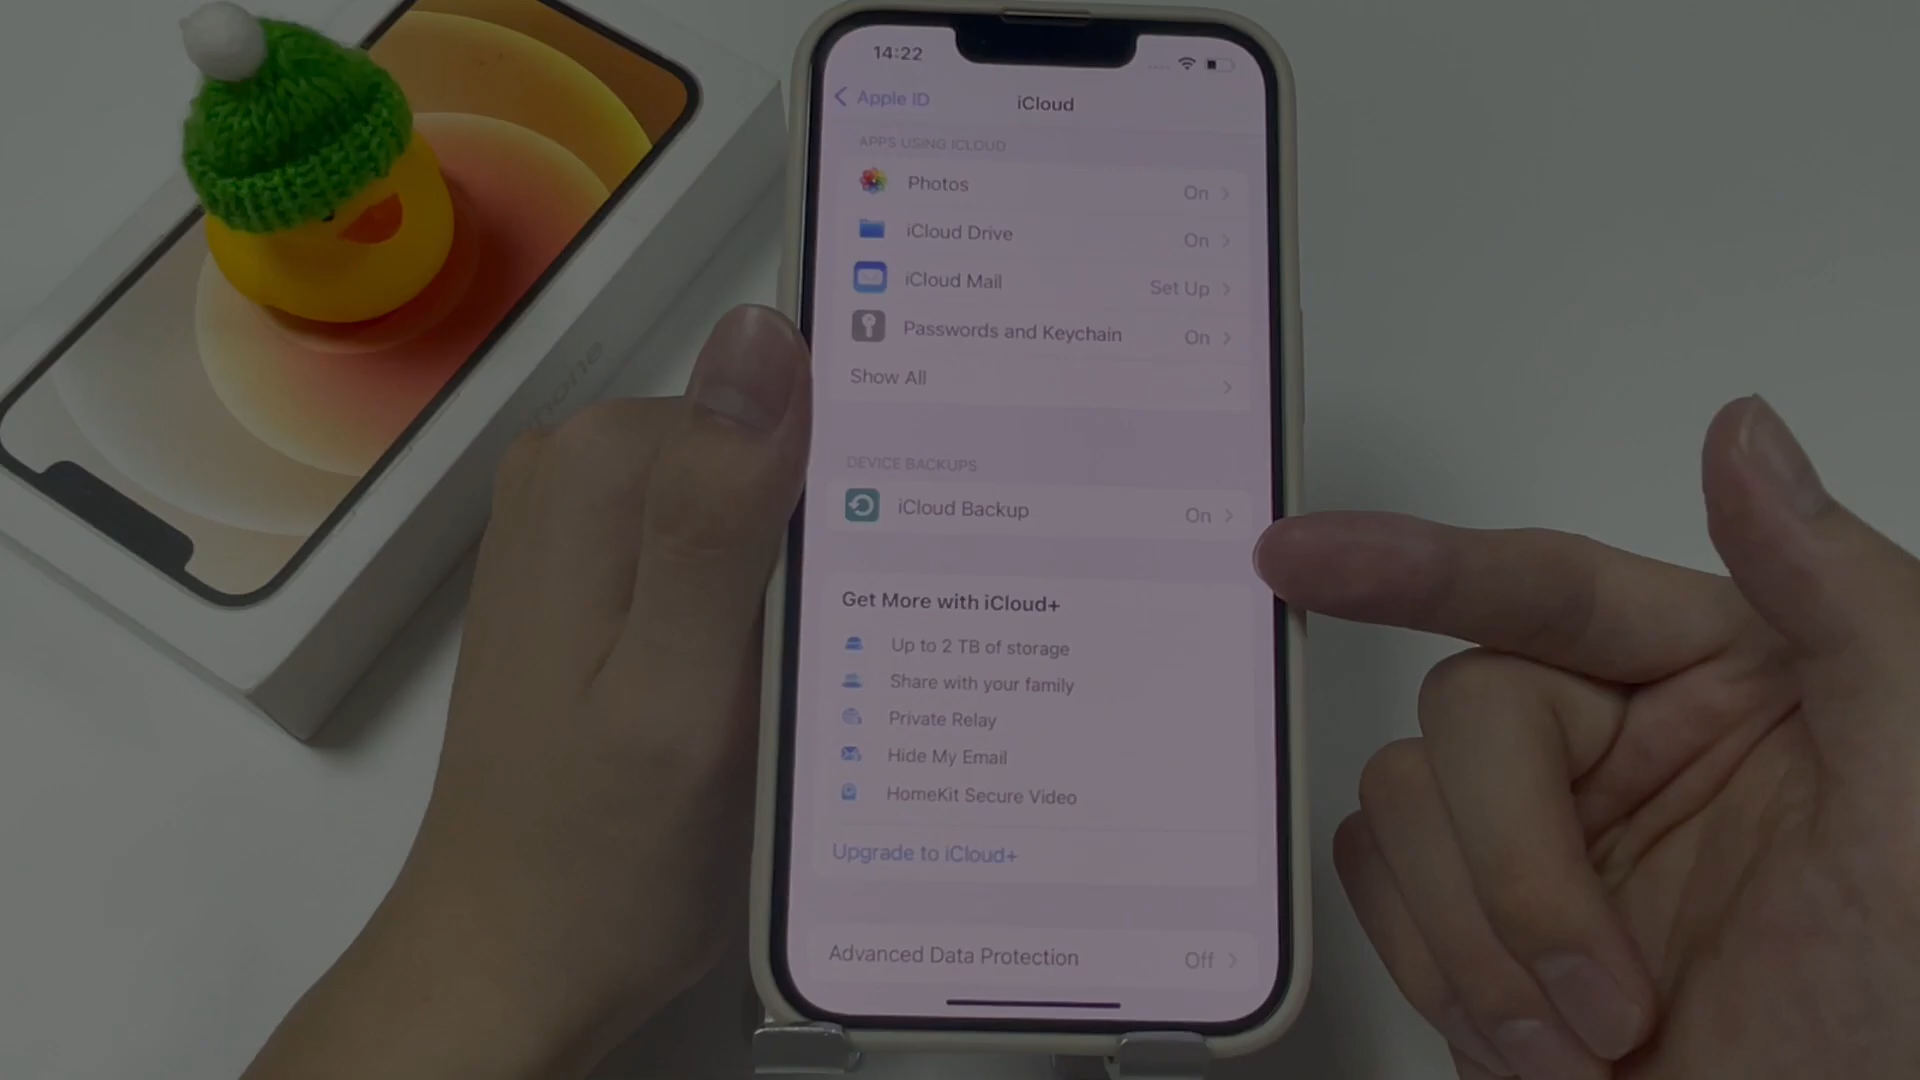 14:22
Apple ID
iCloud
APPS USING ICLOUD
Photos On
iCloud Drive On
iCloud Mail Set Up
Passwords and Keychain On
Show All
DEVICE BACKUPS
iCloud Backup On
Get More with iCloud+
Up to 2 TB of storage
Share with your family
Private Relay
Hide My Email
HomeKit Secure Video
Upgrade to iCloud+
Advanced Data Protection Off
iPhone